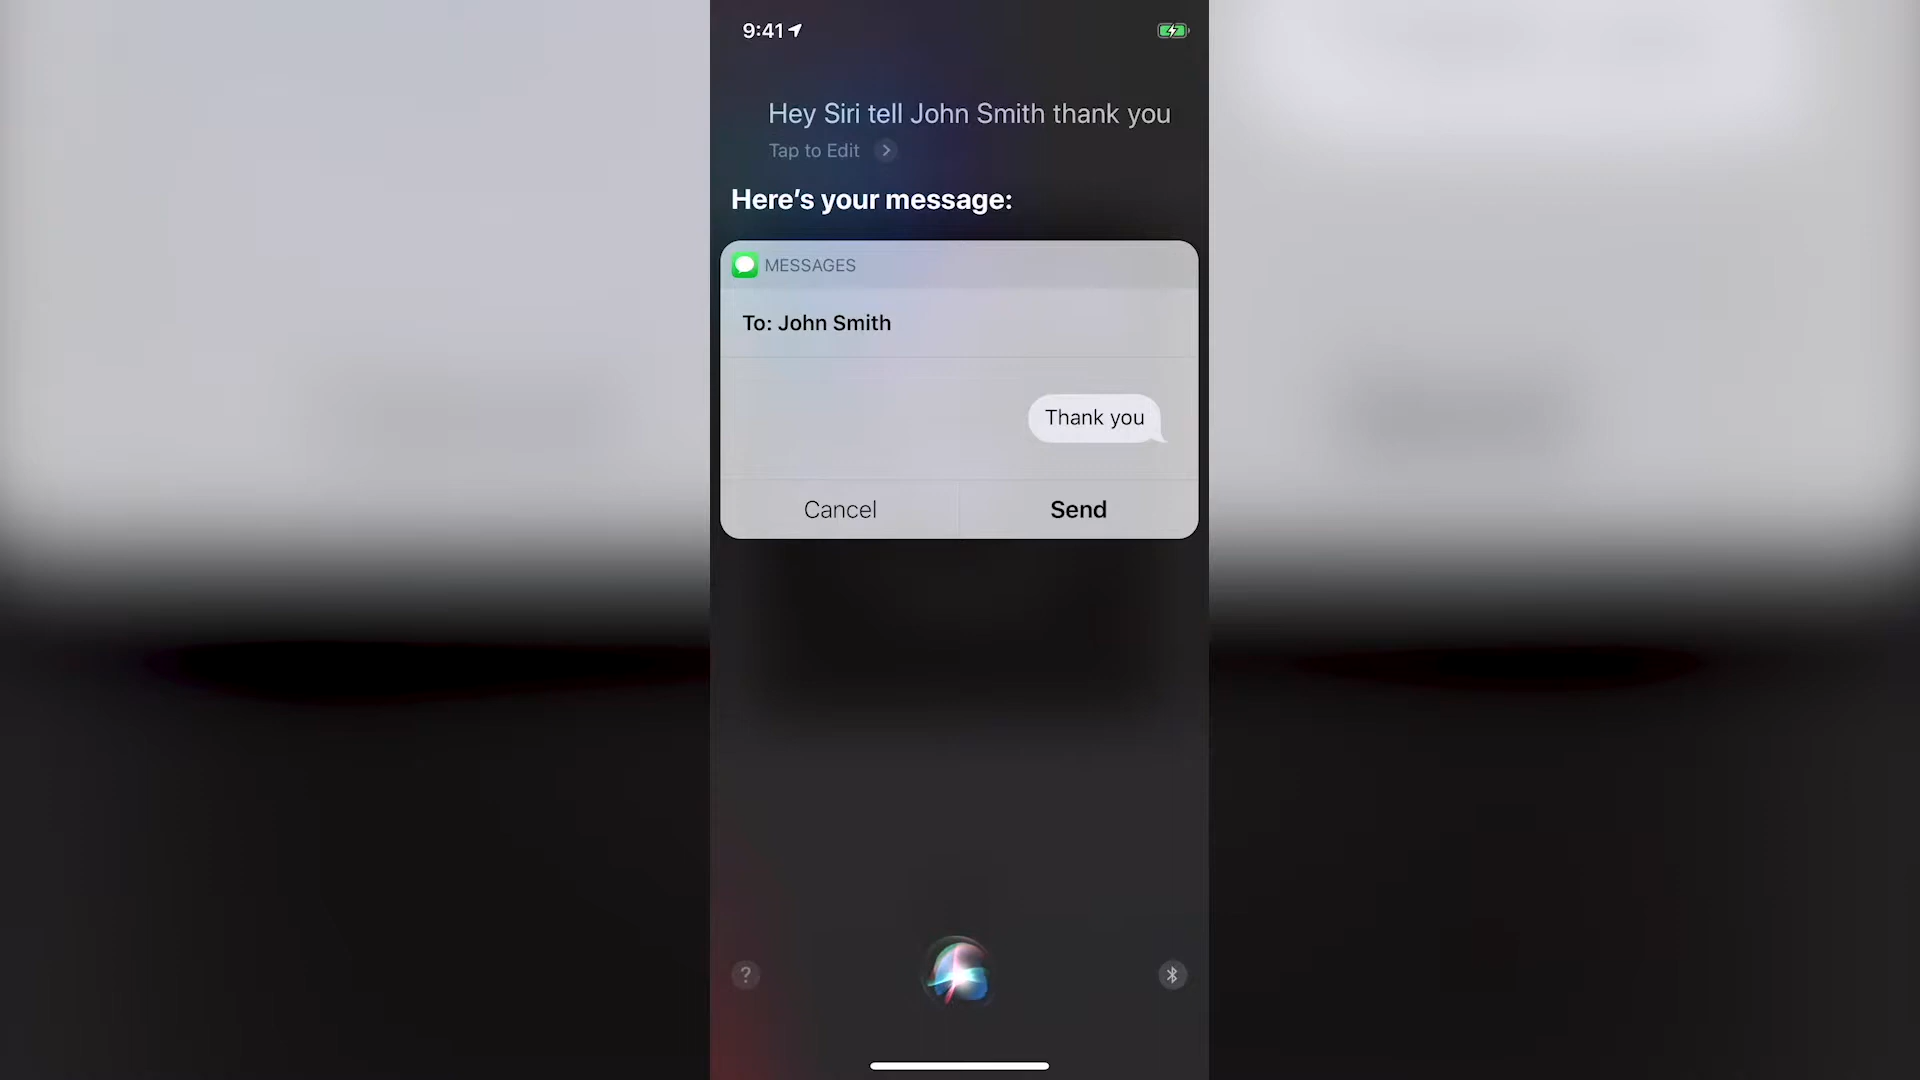 9:41
Hey Siri tell John Smith thank you
Tap to Edit
Here's your message:
MESSAGES
To: John Smith
Thank you
Cancel
Send
?